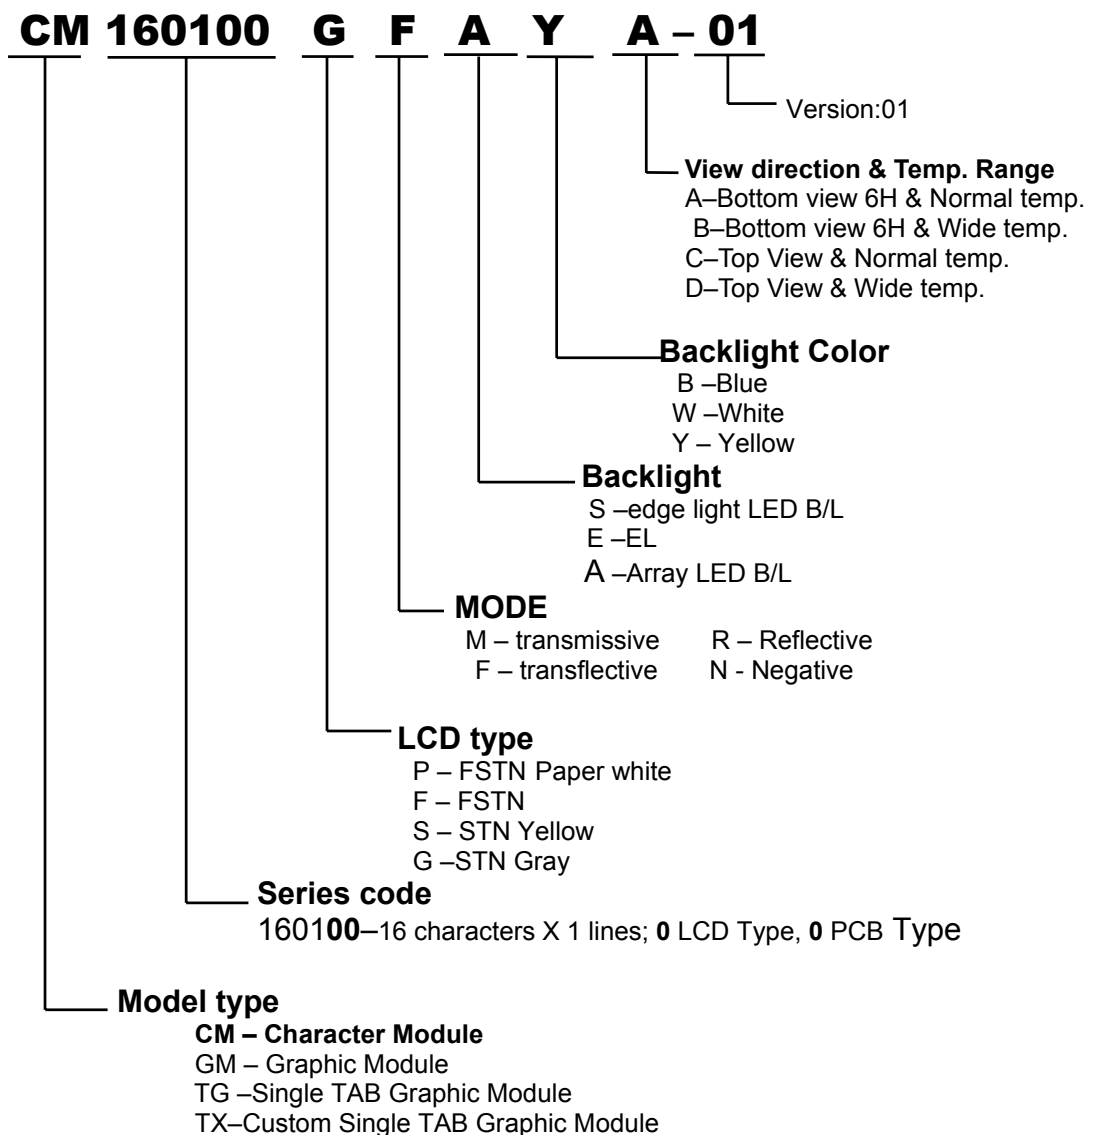 CM 160100 G F A Y A – 01
Version:01
View direction & Temp. Range
A–Bottom view 6H & Normal temp.
B–Bottom view 6H & Wide temp.
C–Top View & Normal temp.
D–Top View & Wide temp.
Backlight Color
B –Blue
W –White
Y – Yellow
Backlight
S –edge light LED B/L
E –EL
A –Array LED B/L
MODE
M – transmissive R – Reflective
F – transflective N - Negative
LCD type
P – FSTN Paper white
F – FSTN
S – STN Yellow
G –STN Gray
Series code
160100–16 characters X 1 lines; 0 LCD Type, 0 PCB Type
Model type
CM – Character Module
GM – Graphic Module
TG –Single TAB Graphic Module
TX–Custom Single TAB Graphic Module